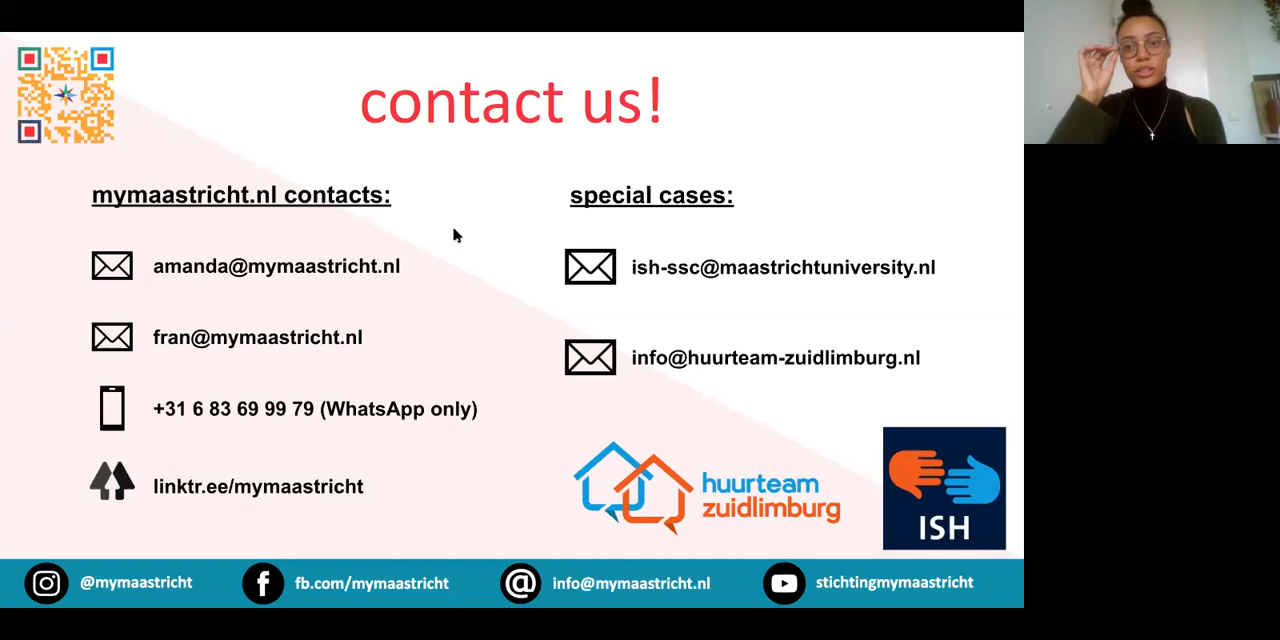 contact us!
mymaastricht.nl contacts:
amanda@mymaastricht.nl
fran@mymaastricht.nl
+31 6 83 69 99 79 (WhatsApp only)
linktr.ee/mymaastricht
special cases:
ish-ssc@maastrichtuniversity.nl
info@huurteam-zuidlimburg.nl
huurteam
zuidlimburg
ISH
@mymaastricht
fb.com/mymaastricht
info@mymaastricht.nl
stichtingmymaastricht